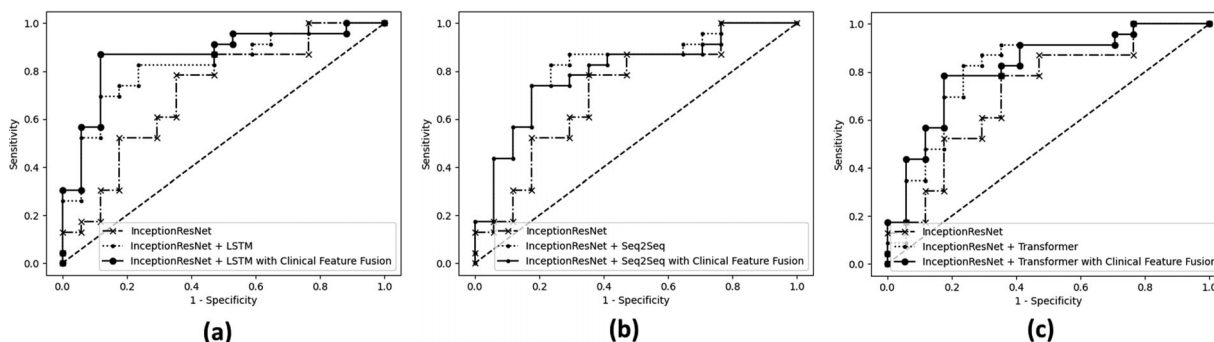 1.0
0.8
0.6
0.4
0.2
0.0
Sensitivity
InceptionResNet
InceptionResNet + LSTM
InceptionResNet + LSTM with Clinical Feature Fusion
0.0 0.2 0.4 0.6 0.8 1.0
1 - Specificity
(a)
1.0
0.8
0.6
0.4
0.2
0.0
Sensitivity
InceptionResNet
InceptionResNet + Seq2Seq
InceptionResNet + Seq2Seq with Clinical Feature Fusion
0.0 0.2 0.4 0.6 0.8 1.0
1 - Specificity
(b)
1.0
0.8
0.6
0.4
0.2
0.0
Sensitivity
InceptionResNet
InceptionResNet + Transformer
InceptionResNet + Transformer with Clinical Feature Fusion
0.0 0.2 0.4 0.6 0.8 1.0
1 - Specificity
(c)